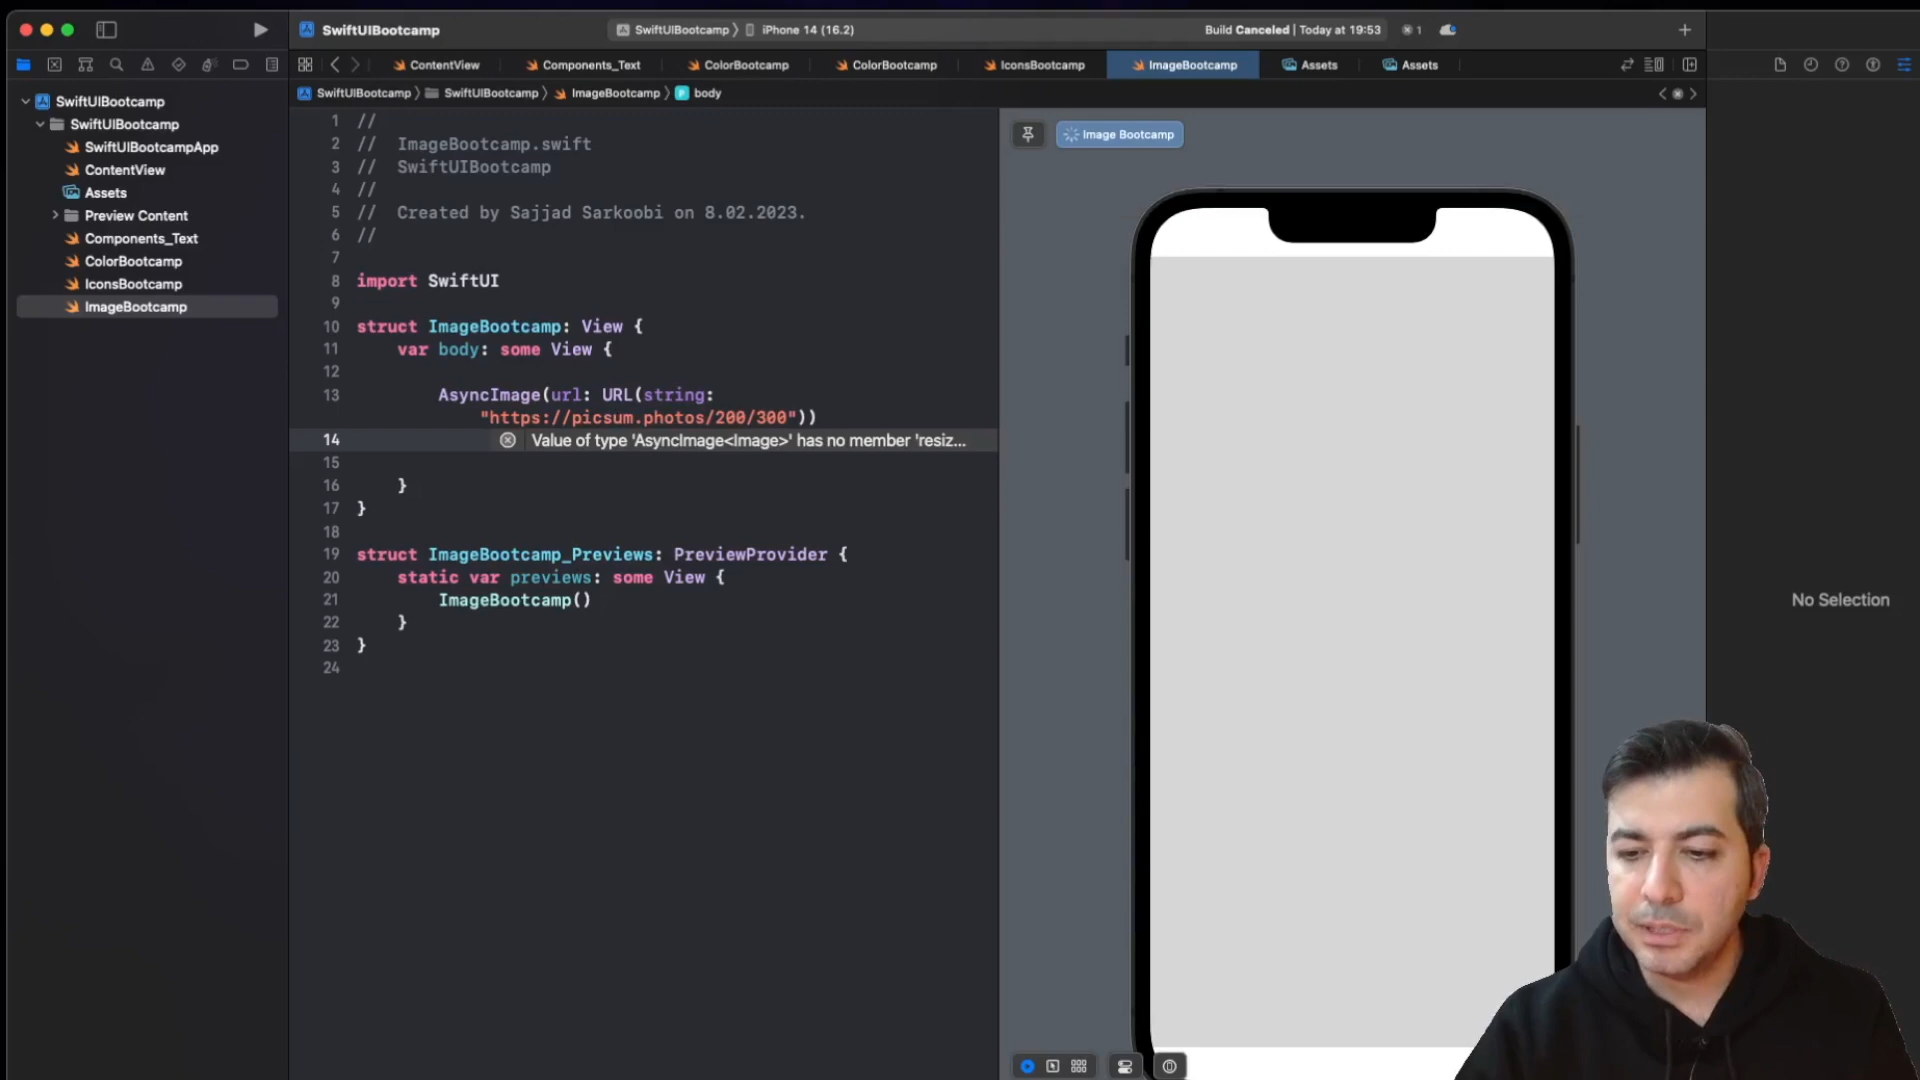 SwiftUIBootcamp
SwiftUIBootcamp
iPhone 14 (16.2)
Build Canceled | Today at 19:53
1
ContentView
Components_Text
ColorBootcamp
ColorBootcamp
IconsBootcamp
ImageBootcamp
Assets
Assets
SwiftUIBootcamp
SwiftUIBootcamp
ImageBootcamp
body
SwiftUIBootcamp
SwiftUIBootcamp
SwiftUIBootcampApp
ContentView
Assets
Preview Content
Components_Text
ColorBootcamp
IconsBootcamp
ImageBootcamp
1 //
2 // ImageBootcamp.swift
3 // SwiftUIBootcamp
4 //
5 // Created by Sajjad Sarkoobi on 8.02.2023.
6 //
7
8 import SwiftUI
9
10 struct ImageBootcamp: View {
11 var body: some View {
12
13 AsyncImage(url: URL(string:
"https://picsum.photos/200/300"))
14 Value of type 'AsyncImage<Image>' has no member 'resiz...
15
16 }
17 }
18
19 struct ImageBootcamp_Previews: PreviewProvider {
20 static var previews: some View {
21 ImageBootcamp()
22 }
23 }
24
Image Bootcamp
No Selection